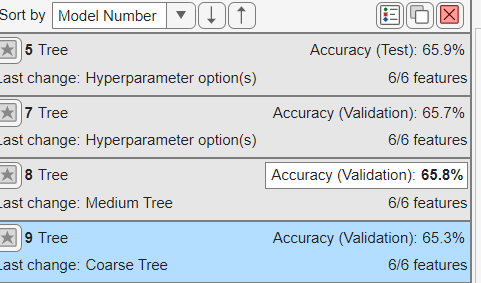 Sort by Model Number
5 Tree Accuracy (Test): 65.9%
Last change: Hyperparameter option(s) 6/6 features
7 Tree Accuracy (Validation): 65.7%
Last change: Hyperparameter option(s) 6/6 features
8 Tree Accuracy (Validation): 65.8%
Last change: Medium Tree 6/6 features
9 Tree Accuracy (Validation): 65.3%
Last change: Coarse Tree 6/6 features